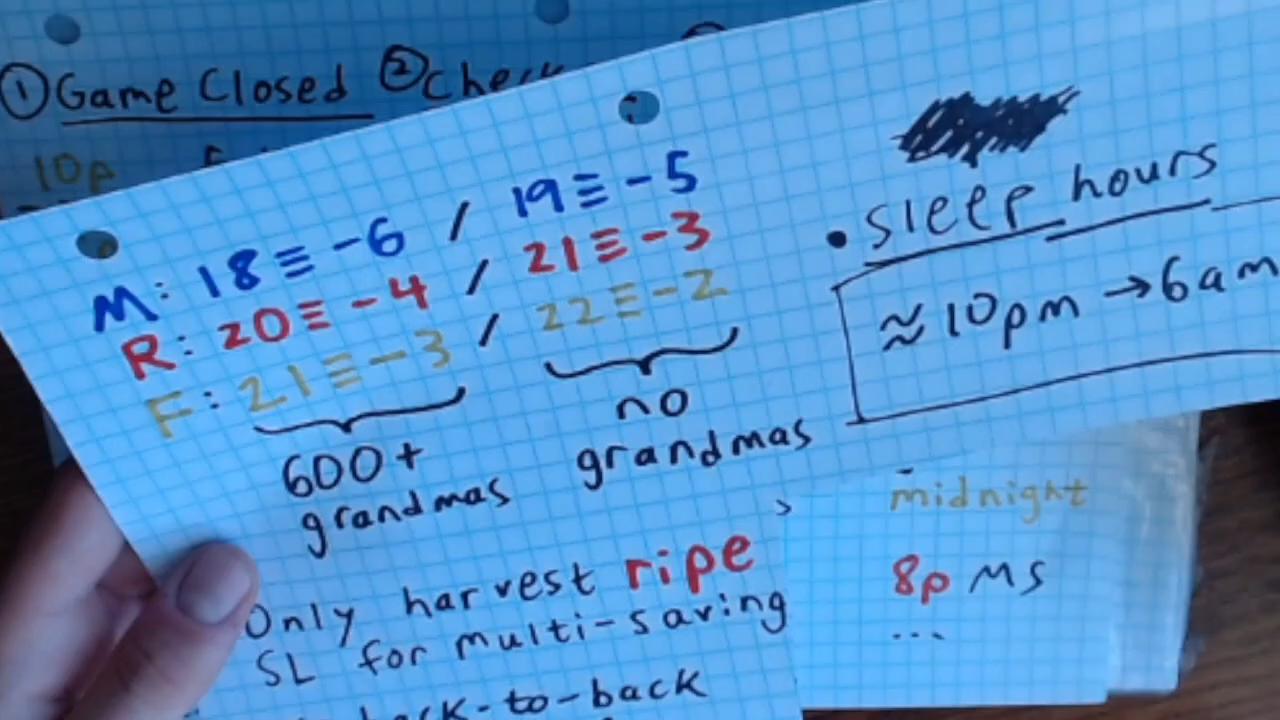 ① Game Closed ② Check
10p
M: 18 ≡ -6 / 19 ≡ -5
R: 20 ≡ -4 / 21 ≡ -3
F: 21 ≡ -3 / 22 ≡ -2
600+
grandmas
no
grandmas
• sleep hours
≈ 10pm → 6am
Only harvest ripe
SL for multi-saving
back-to-back
midnight
8p MS
...